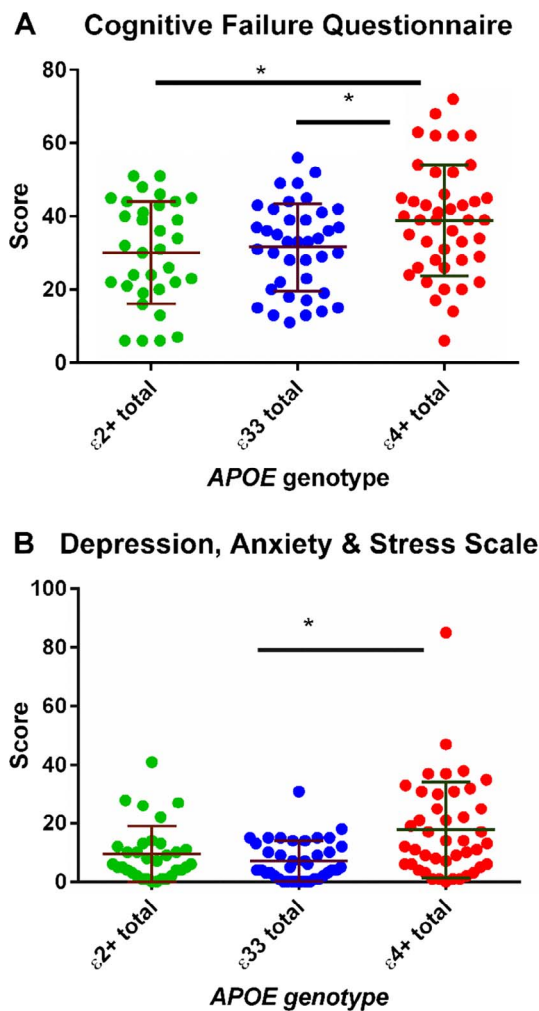 A Cognitive Failure Questionnaire
80
60
40
20
0
Score
*
*
ε2+ total
ε33 total
ε4+ total
APOE genotype
B Depression, Anxiety & Stress Scale
100
80
60
40
20
0
Score
*
ε2+ total
ε33 total
ε4+ total
APOE genotype